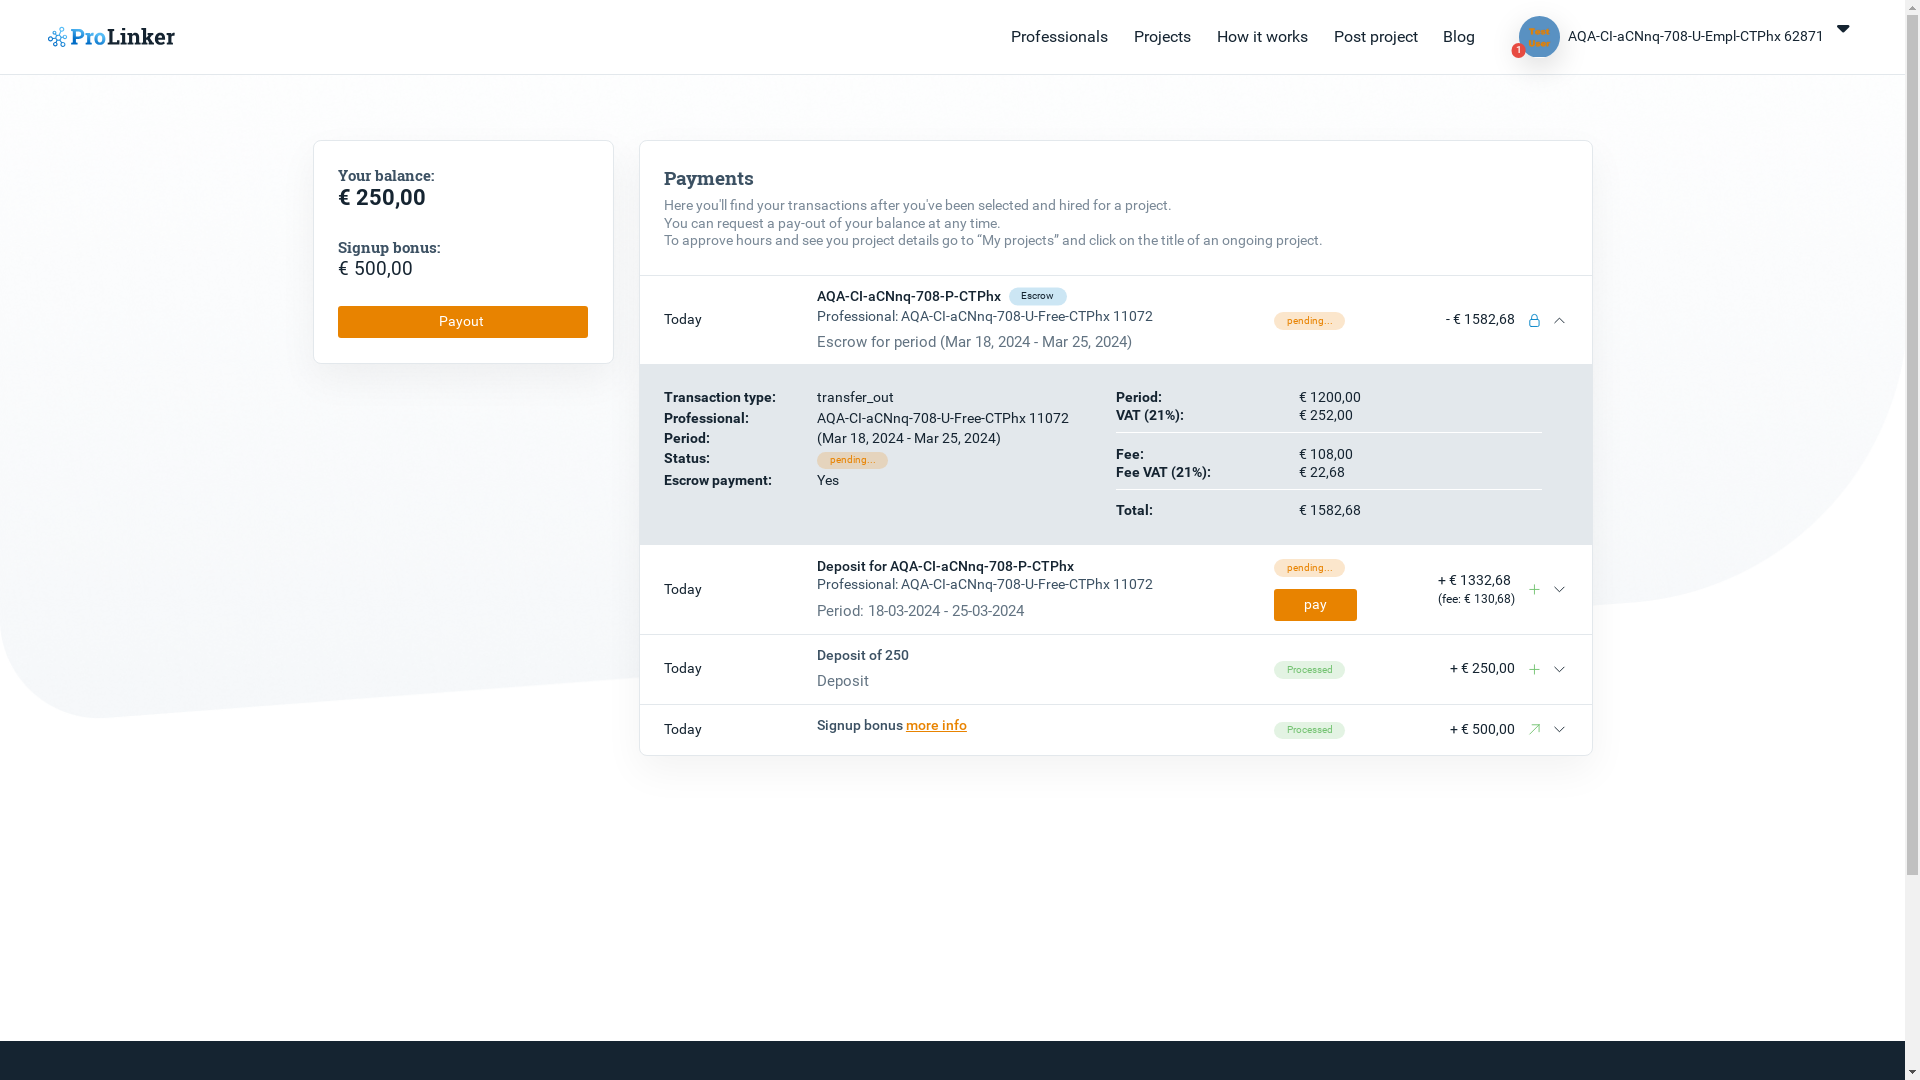 ProLinker
Professionals
Projects
How it works
Post project
Blog
Test
User
1
AQA-CI-aCNnq-708-U-Empl-CTPhx 62871
Your balance:
€ 250,00
Signup bonus:
€ 500,00
Payout
Payments
Here you'll find your transactions after you've been selected and hired for a project.
You can request a pay-out of your balance at any time.
To approve hours and see you project details go to “My projects” and click on the title of an ongoing project.
Today
AQA-CI-aCNnq-708-P-CTPhx Escrow
Professional: AQA-CI-aCNnq-708-U-Free-CTPhx 11072
Escrow for period (Mar 18, 2024 - Mar 25, 2024)
pending...
- € 1582,68
Transaction type: transfer_out
Professional: AQA-CI-aCNnq-708-U-Free-CTPhx 11072
Period: (Mar 18, 2024 - Mar 25, 2024)
Status: pending...
Escrow payment: Yes
Period: € 1200,00
VAT (21%): € 252,00
Fee: € 108,00
Fee VAT (21%): € 22,68
Total: € 1582,68
Today
Deposit for AQA-CI-aCNnq-708-P-CTPhx
Professional: AQA-CI-aCNnq-708-U-Free-CTPhx 11072
Period: 18-03-2024 - 25-03-2024
pending...
pay
+ € 1332,68
(fee: € 130,68)
Today
Deposit of 250
Deposit
Processed
+ € 250,00
Today
Signup bonus more info
Processed
+ € 500,00